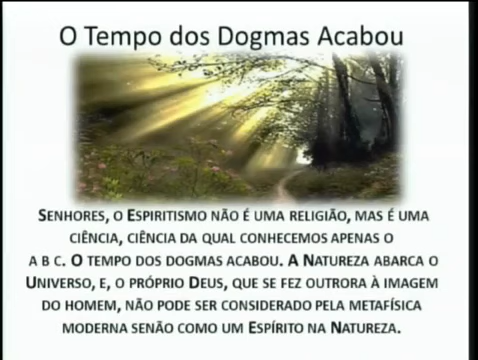 O Tempo dos Dogmas Acabou
SENHORES, O ESPIRITISMO NÃO É UMA RELIGIÃO, MAS É UMA
CIÊNCIA, CIÊNCIA DA QUAL CONHECEMOS APENAS O
A B C. O TEMPO DOS DOGMAS ACABOU. A NATUREZA ABARCA O
UNIVERSO, E, O PRÓPRIO DEUS, QUE SE FEZ OUTRORA À IMAGEM
DO HOMEM, NÃO PODE SER CONSIDERADO PELA METAFÍSICA
MODERNA SENÃO COMO UM ESPÍRITO NA NATUREZA.